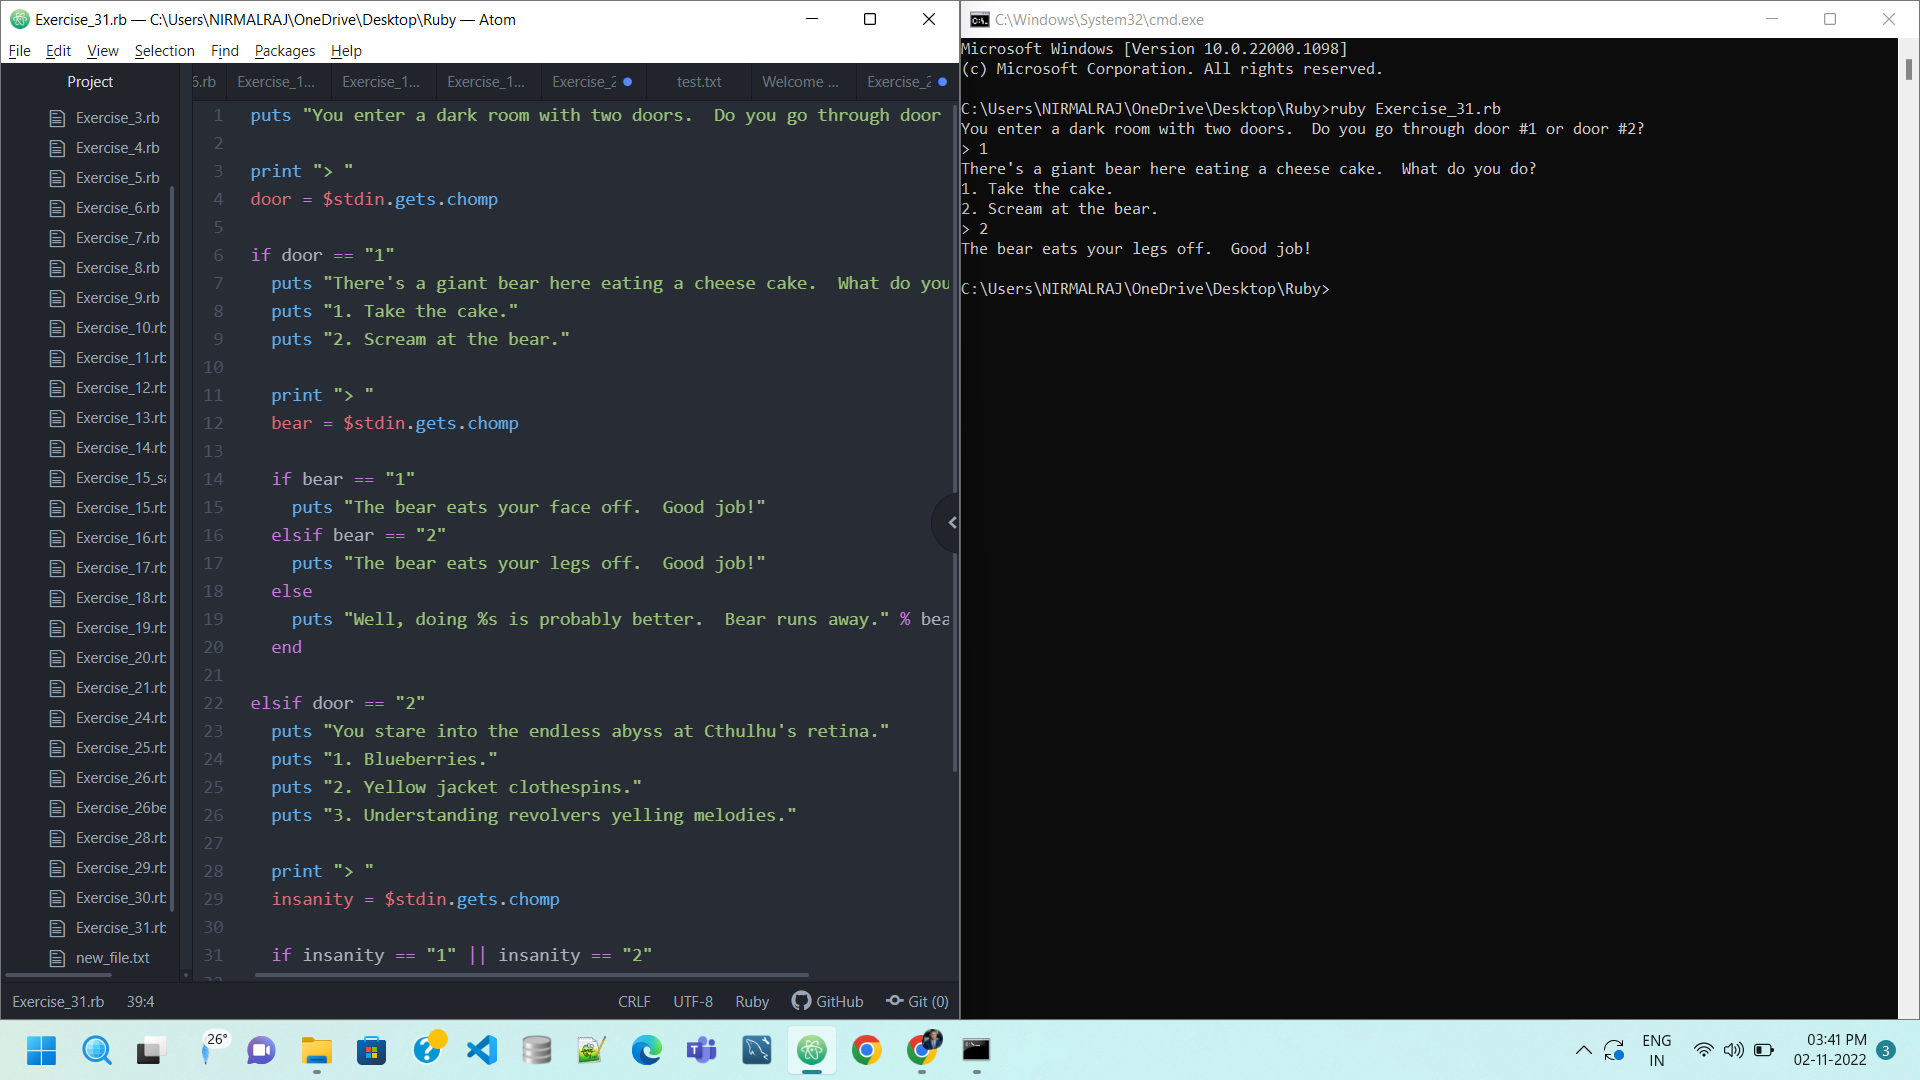 Exercise_31.rb — C:\Users\NIRMALRAJ\OneDrive\Desktop\Ruby — Atom
File Edit View Selection Find Packages Help
Project
6.rb Exercise_1... Exercise_1... Exercise_1... Exercise_2 test.txt Welcome ... Exercise_2
Exercise_3.rb
Exercise_4.rb
Exercise_5.rb
Exercise_6.rb
Exercise_7.rb
Exercise_8.rb
Exercise_9.rb
Exercise_10.rb
Exercise_11.rb
Exercise_12.rb
Exercise_13.rb
Exercise_14.rb
Exercise_15_sa
Exercise_15.rb
Exercise_16.rb
Exercise_17.rb
Exercise_18.rb
Exercise_19.rb
Exercise_20.rb
Exercise_21.rb
Exercise_24.rb
Exercise_25.rb
Exercise_26.rb
Exercise_26be
Exercise_28.rb
Exercise_29.rb
Exercise_30.rb
Exercise_31.rb
new_file.txt
1 puts "You enter a dark room with two doors.  Do you go through door
2
3 print "> "
4 door = $stdin.gets.chomp
5
6 if door == "1"
7   puts "There's a giant bear here eating a cheese cake.  What do you
8   puts "1. Take the cake."
9   puts "2. Scream at the bear."
10
11   print "> "
12   bear = $stdin.gets.chomp
13
14   if bear == "1"
15     puts "The bear eats your face off.  Good job!"
16   elsif bear == "2"
17     puts "The bear eats your legs off.  Good job!"
18   else
19     puts "Well, doing %s is probably better.  Bear runs away." % bea
20   end
21
22 elsif door == "2"
23   puts "You stare into the endless abyss at Cthulhu's retina."
24   puts "1. Blueberries."
25   puts "2. Yellow jacket clothespins."
26   puts "3. Understanding revolvers yelling melodies."
27
28   print "> "
29   insanity = $stdin.gets.chomp
30
31   if insanity == "1" || insanity == "2"
Exercise_31.rb 39:4 CRLF UTF-8 Ruby GitHub Git (0)
C:\Windows\System32\cmd.exe
Microsoft Windows [Version 10.0.22000.1098]
(c) Microsoft Corporation. All rights reserved.
C:\Users\NIRMALRAJ\OneDrive\Desktop\Ruby>ruby Exercise_31.rb
You enter a dark room with two doors.  Do you go through door #1 or door #2?
> 1
There's a giant bear here eating a cheese cake.  What do you do?
1. Take the cake.
2. Scream at the bear.
> 2
The bear eats your legs off.  Good job!
C:\Users\NIRMALRAJ\OneDrive\Desktop\Ruby>
26°
ENG
IN
03:41 PM
02-11-2022
3